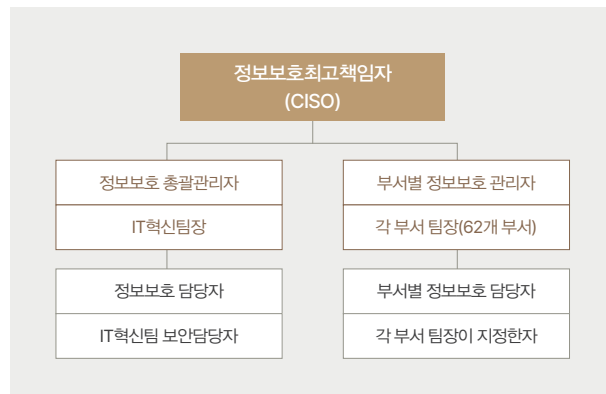 정보보호최고책임자
(CISO)
정보보호 총괄관리자
IT혁신팀장
부서별 정보보호 관리자
각 부서 팀장(62개 부서)
정보보호 담당자
IT혁신팀 보안담당자
부서별 정보보호 담당자
각 부서 팀장이 지정한자